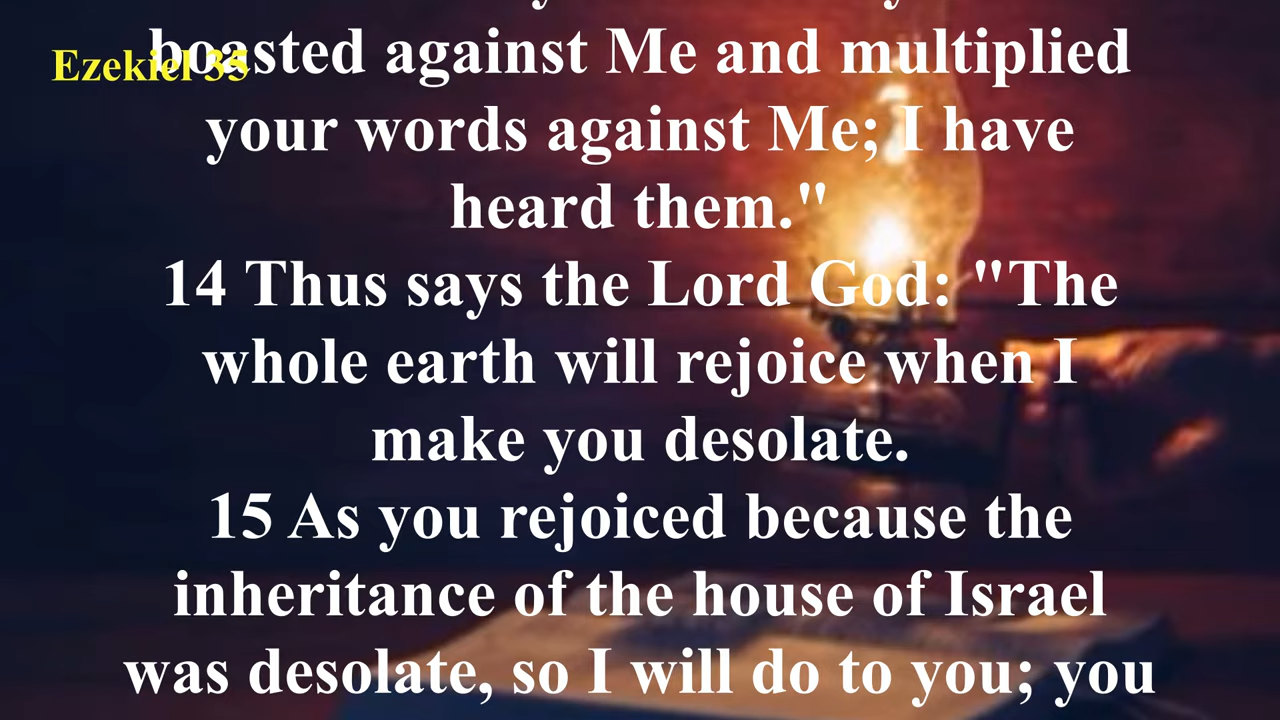 Ezekiel 35
boasted against Me and multiplied
your words against Me; I have
heard them."
14 Thus says the Lord God: "The
whole earth will rejoice when I
make you desolate.
15 As you rejoiced because the
inheritance of the house of Israel
was desolate, so I will do to you; you